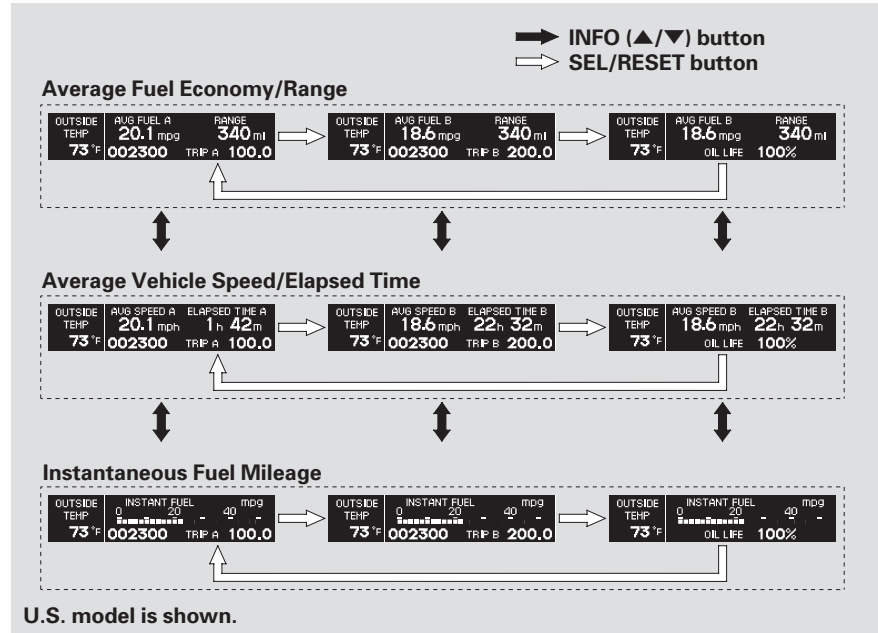 INFO (▲/▼) button
SEL/RESET button
Average Fuel Economy/Range
OUTSIDE TEMP 73°F AVG FUEL A 20.1 mpg RANGE 340 mi 002300 TRIP A 100.0
OUTSIDE TEMP 73°F AVG FUEL B 18.6 mpg RANGE 340 mi 002300 TRIP B 200.0
OUTSIDE TEMP 73°F AVG FUEL B 18.6 mpg RANGE 340 mi OIL LIFE 100%
Average Vehicle Speed/Elapsed Time
OUTSIDE TEMP 73°F AVG SPEED A 20.1 mph ELAPSED TIME A 1h 42m 002300 TRIP A 100.0
OUTSIDE TEMP 73°F AVG SPEED B 18.6 mph ELAPSED TIME B 22h 32m 002300 TRIP B 200.0
OUTSIDE TEMP 73°F AVG SPEED B 18.6 mph ELAPSED TIME B 22h 32m OIL LIFE 100%
Instantaneous Fuel Mileage
OUTSIDE TEMP 73°F INSTANT FUEL mpg 0 20 40 002300 TRIP A 100.0
OUTSIDE TEMP 73°F INSTANT FUEL mpg 0 20 40 002300 TRIP B 200.0
OUTSIDE TEMP 73°F INSTANT FUEL mpg 0 20 40 OIL LIFE 100%
U.S. model is shown.